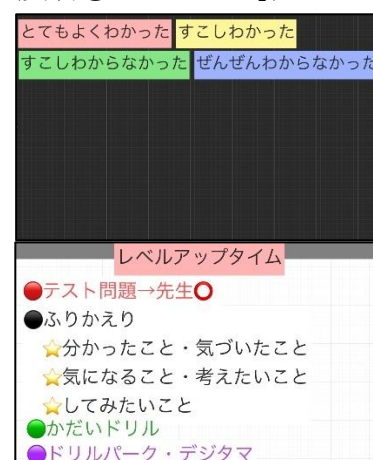 とてもよくわかった すこしわかった
すこしわからなかった ぜんぜんわからなかった
レベルアップタイム
🔴テスト問題→先生⭕
⚫ふりかえり
⭐分かったこと・気づいたこと
⭐気になること・考えたいこと
⭐してみたいこと
🟢かだいドリル
🟣ドリルパーク・デジタマ